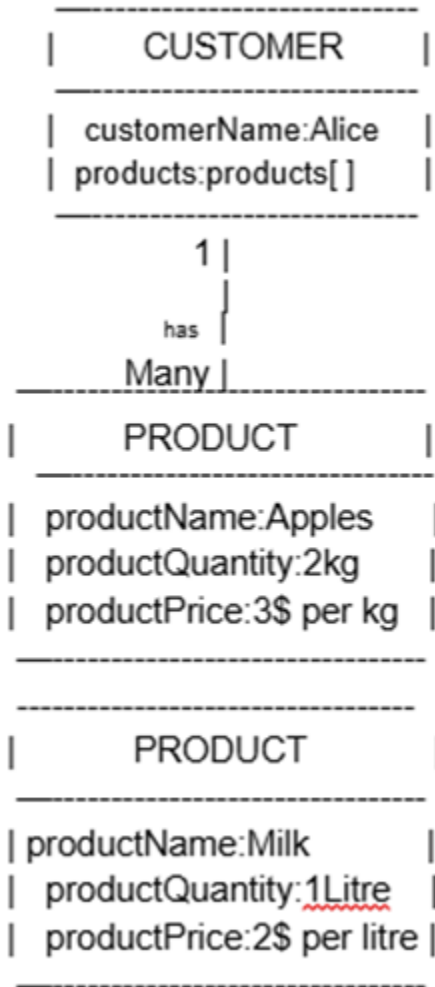 CUSTOMER
customerName:Alice
products:products[ ]
1
has
Many
PRODUCT
productName:Apples
productQuantity:2kg
productPrice:3$ per kg
PRODUCT
productName:Milk
productQuantity:1Litre
productPrice:2$ per litre